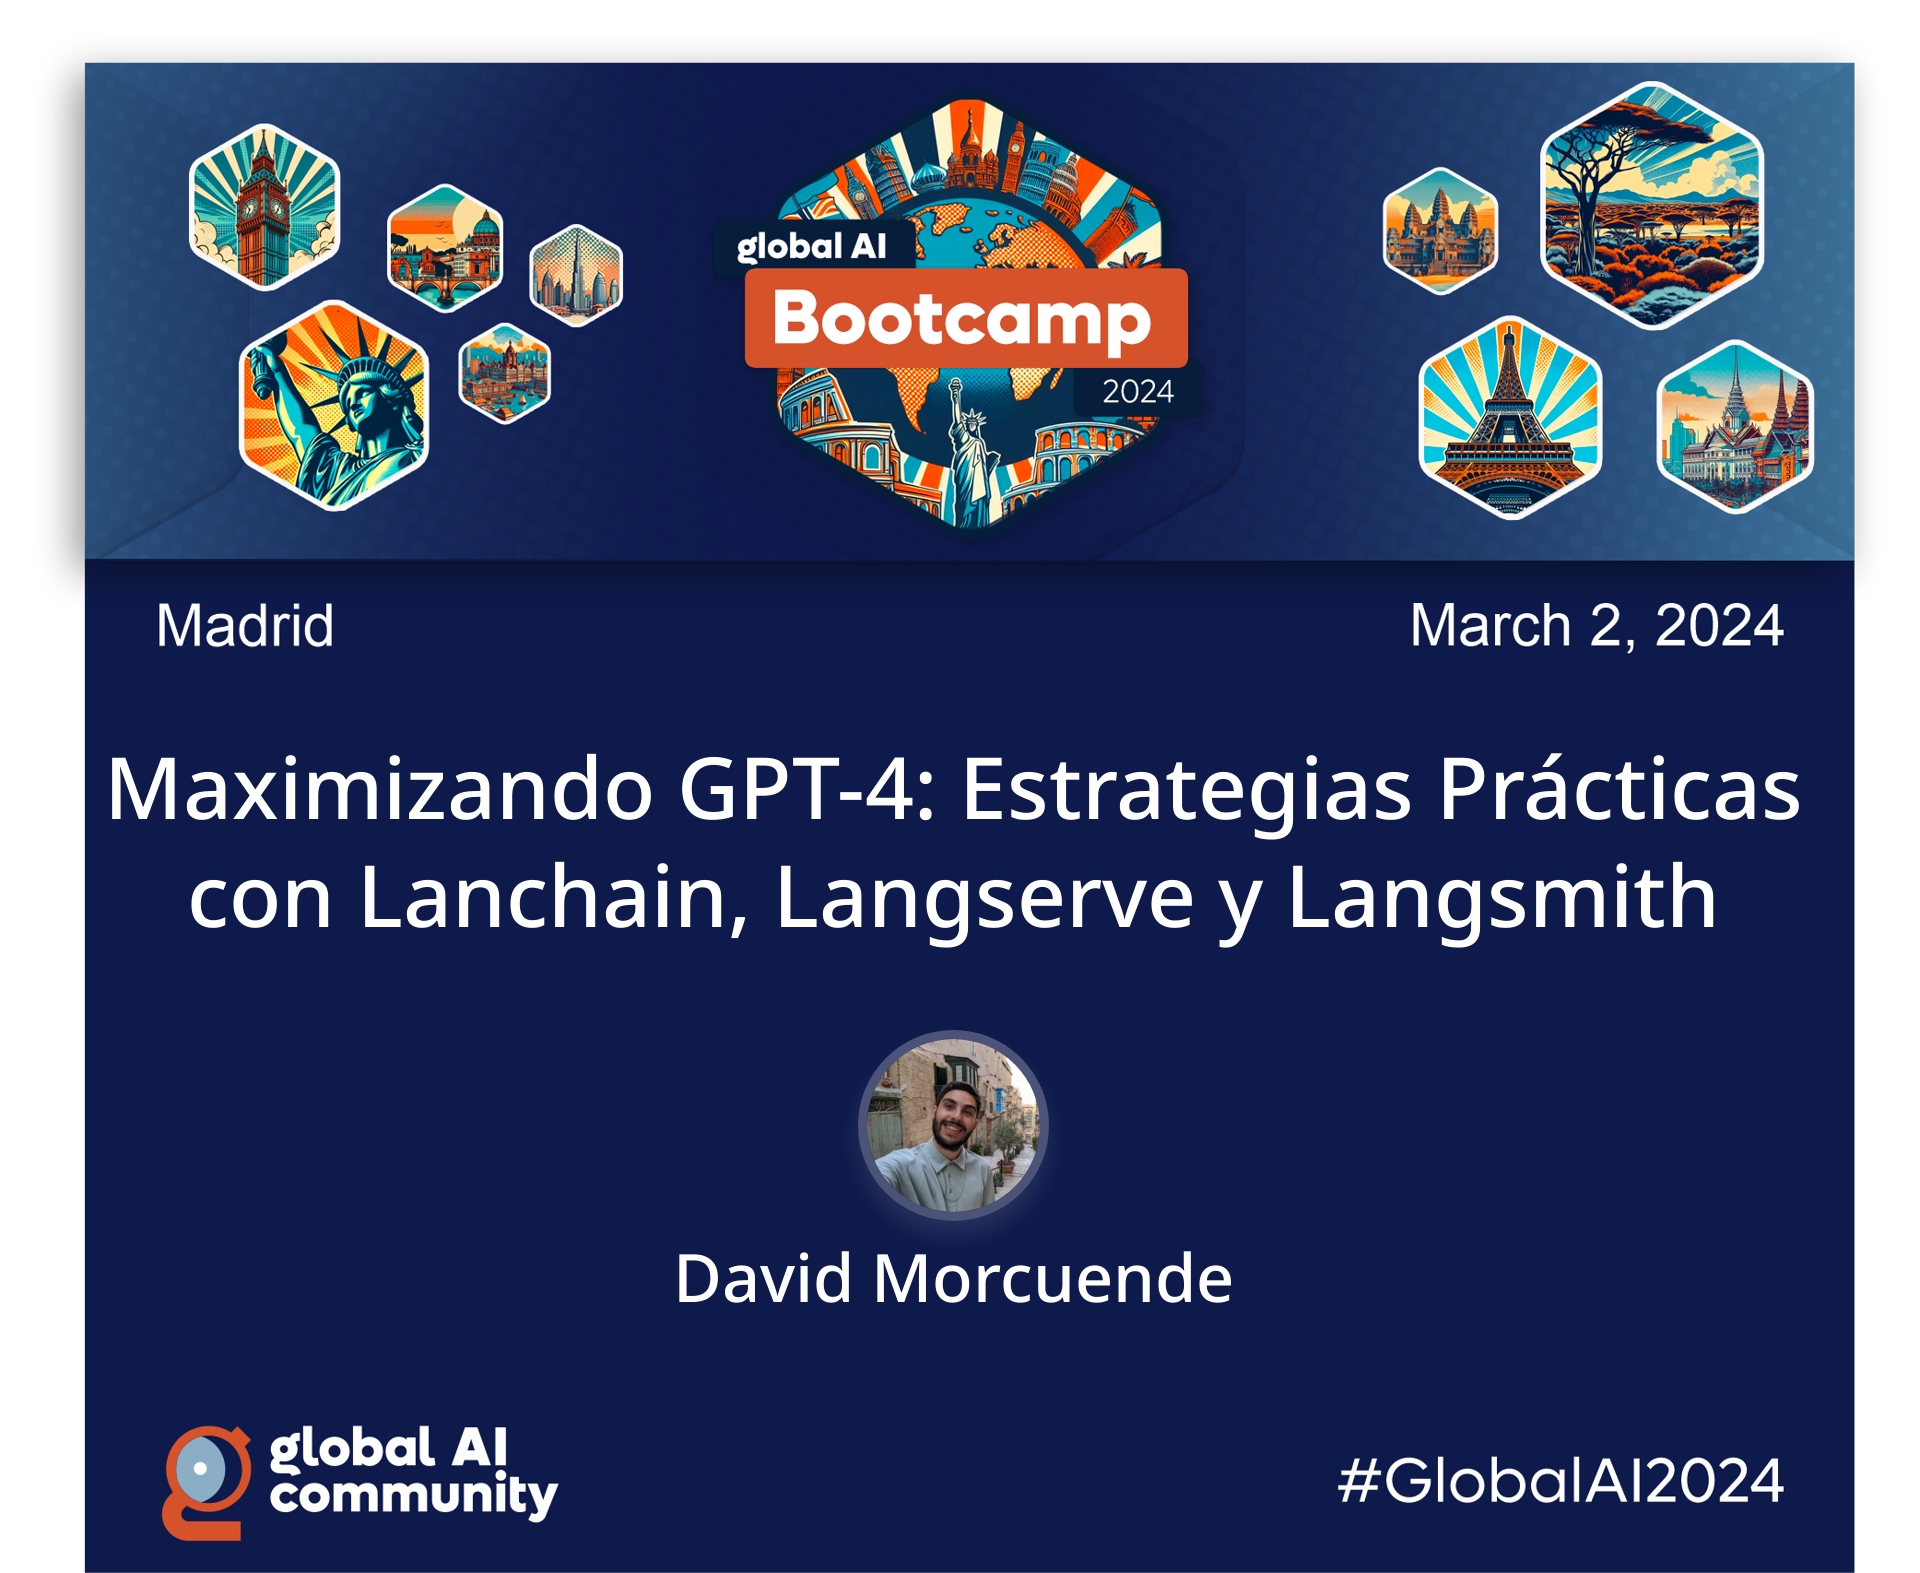 global AI
Bootcamp
2024
Madrid
March 2, 2024
Maximizando GPT-4: Estrategias Prácticas
con Lanchain, Langserve y Langsmith
David Morcuende
global AI
community
#GlobalAI2024